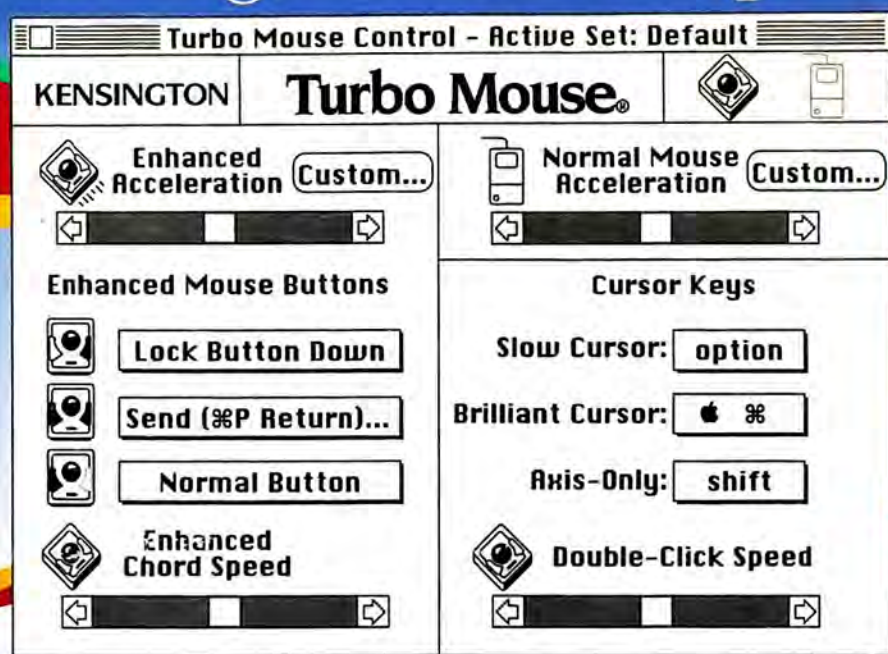 Turbo Mouse Control – Active Set: Default
KENSINGTON
Turbo Mouse®
Enhanced
Acceleration
Custom...
Normal Mouse
Acceleration
Custom...
Enhanced Mouse Buttons
Lock Button Down
Send (⌘P Return)...
Normal Button
Enhanced
Chord Speed
Cursor Keys
Slow Cursor: option
Brilliant Cursor:  ⌘
Axis-Only: shift
Double-Click Speed